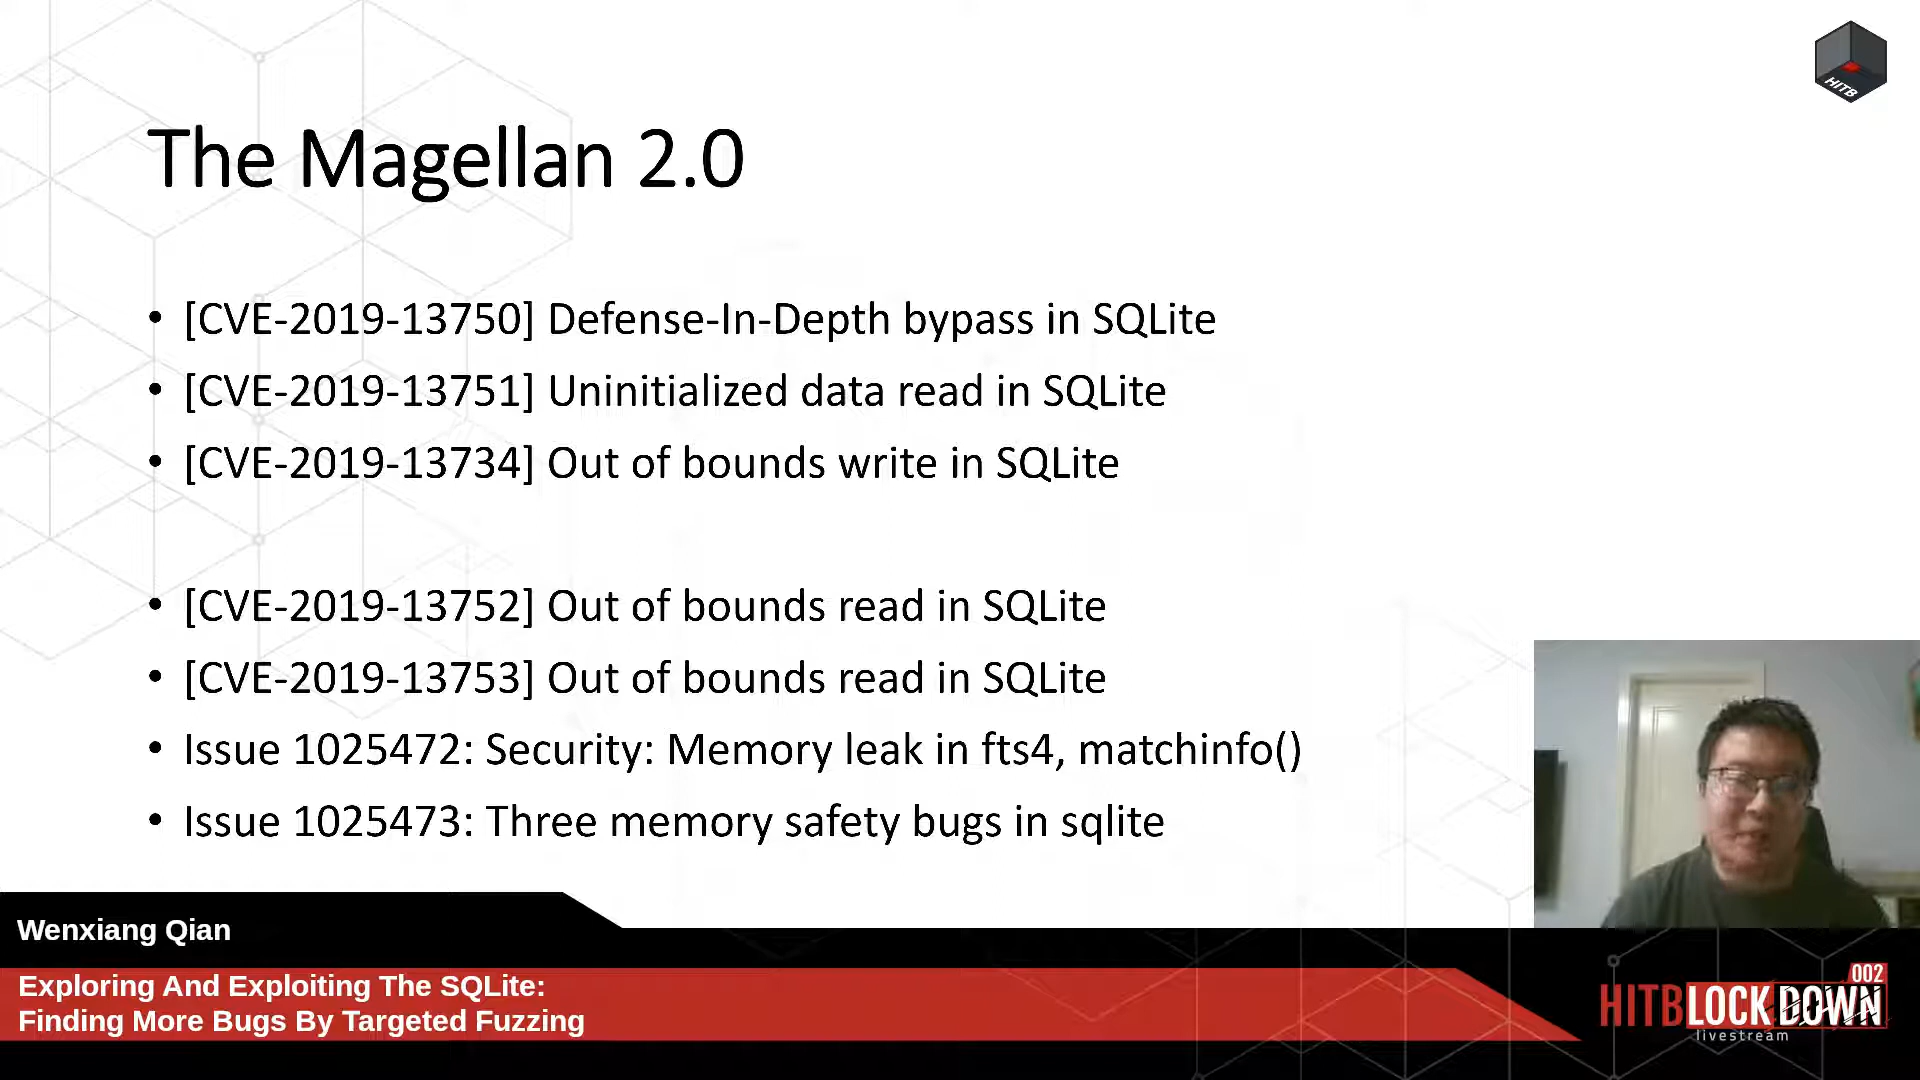 HITB
The Magellan 2.0
• [CVE-2019-13750] Defense-In-Depth bypass in SQLite
• [CVE-2019-13751] Uninitialized data read in SQLite
• [CVE-2019-13734] Out of bounds write in SQLite
• [CVE-2019-13752] Out of bounds read in SQLite
• [CVE-2019-13753] Out of bounds read in SQLite
• Issue 1025472: Security: Memory leak in fts4, matchinfo()
• Issue 1025473: Three memory safety bugs in sqlite
Wenxiang Qian
Exploring And Exploiting The SQLite:
Finding More Bugs By Targeted Fuzzing
002
HITBLOCKDOWN
livestream